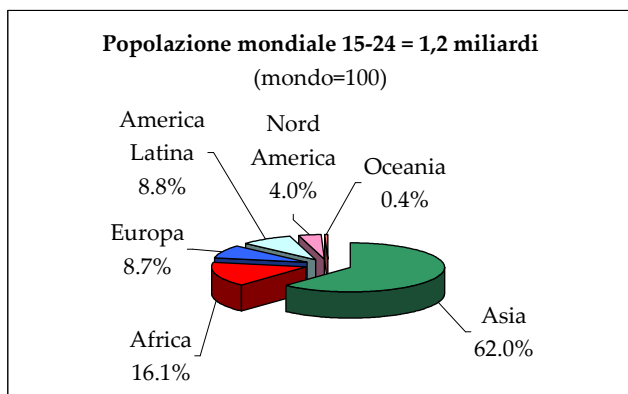 Popolazione mondiale 15-24 = 1,2 miliardi
(mondo=100)
America
Latina
8.8%
Nord
America
4.0%
Oceania
0.4%
Europa
8.7%
Africa
16.1%
Asia
62.0%